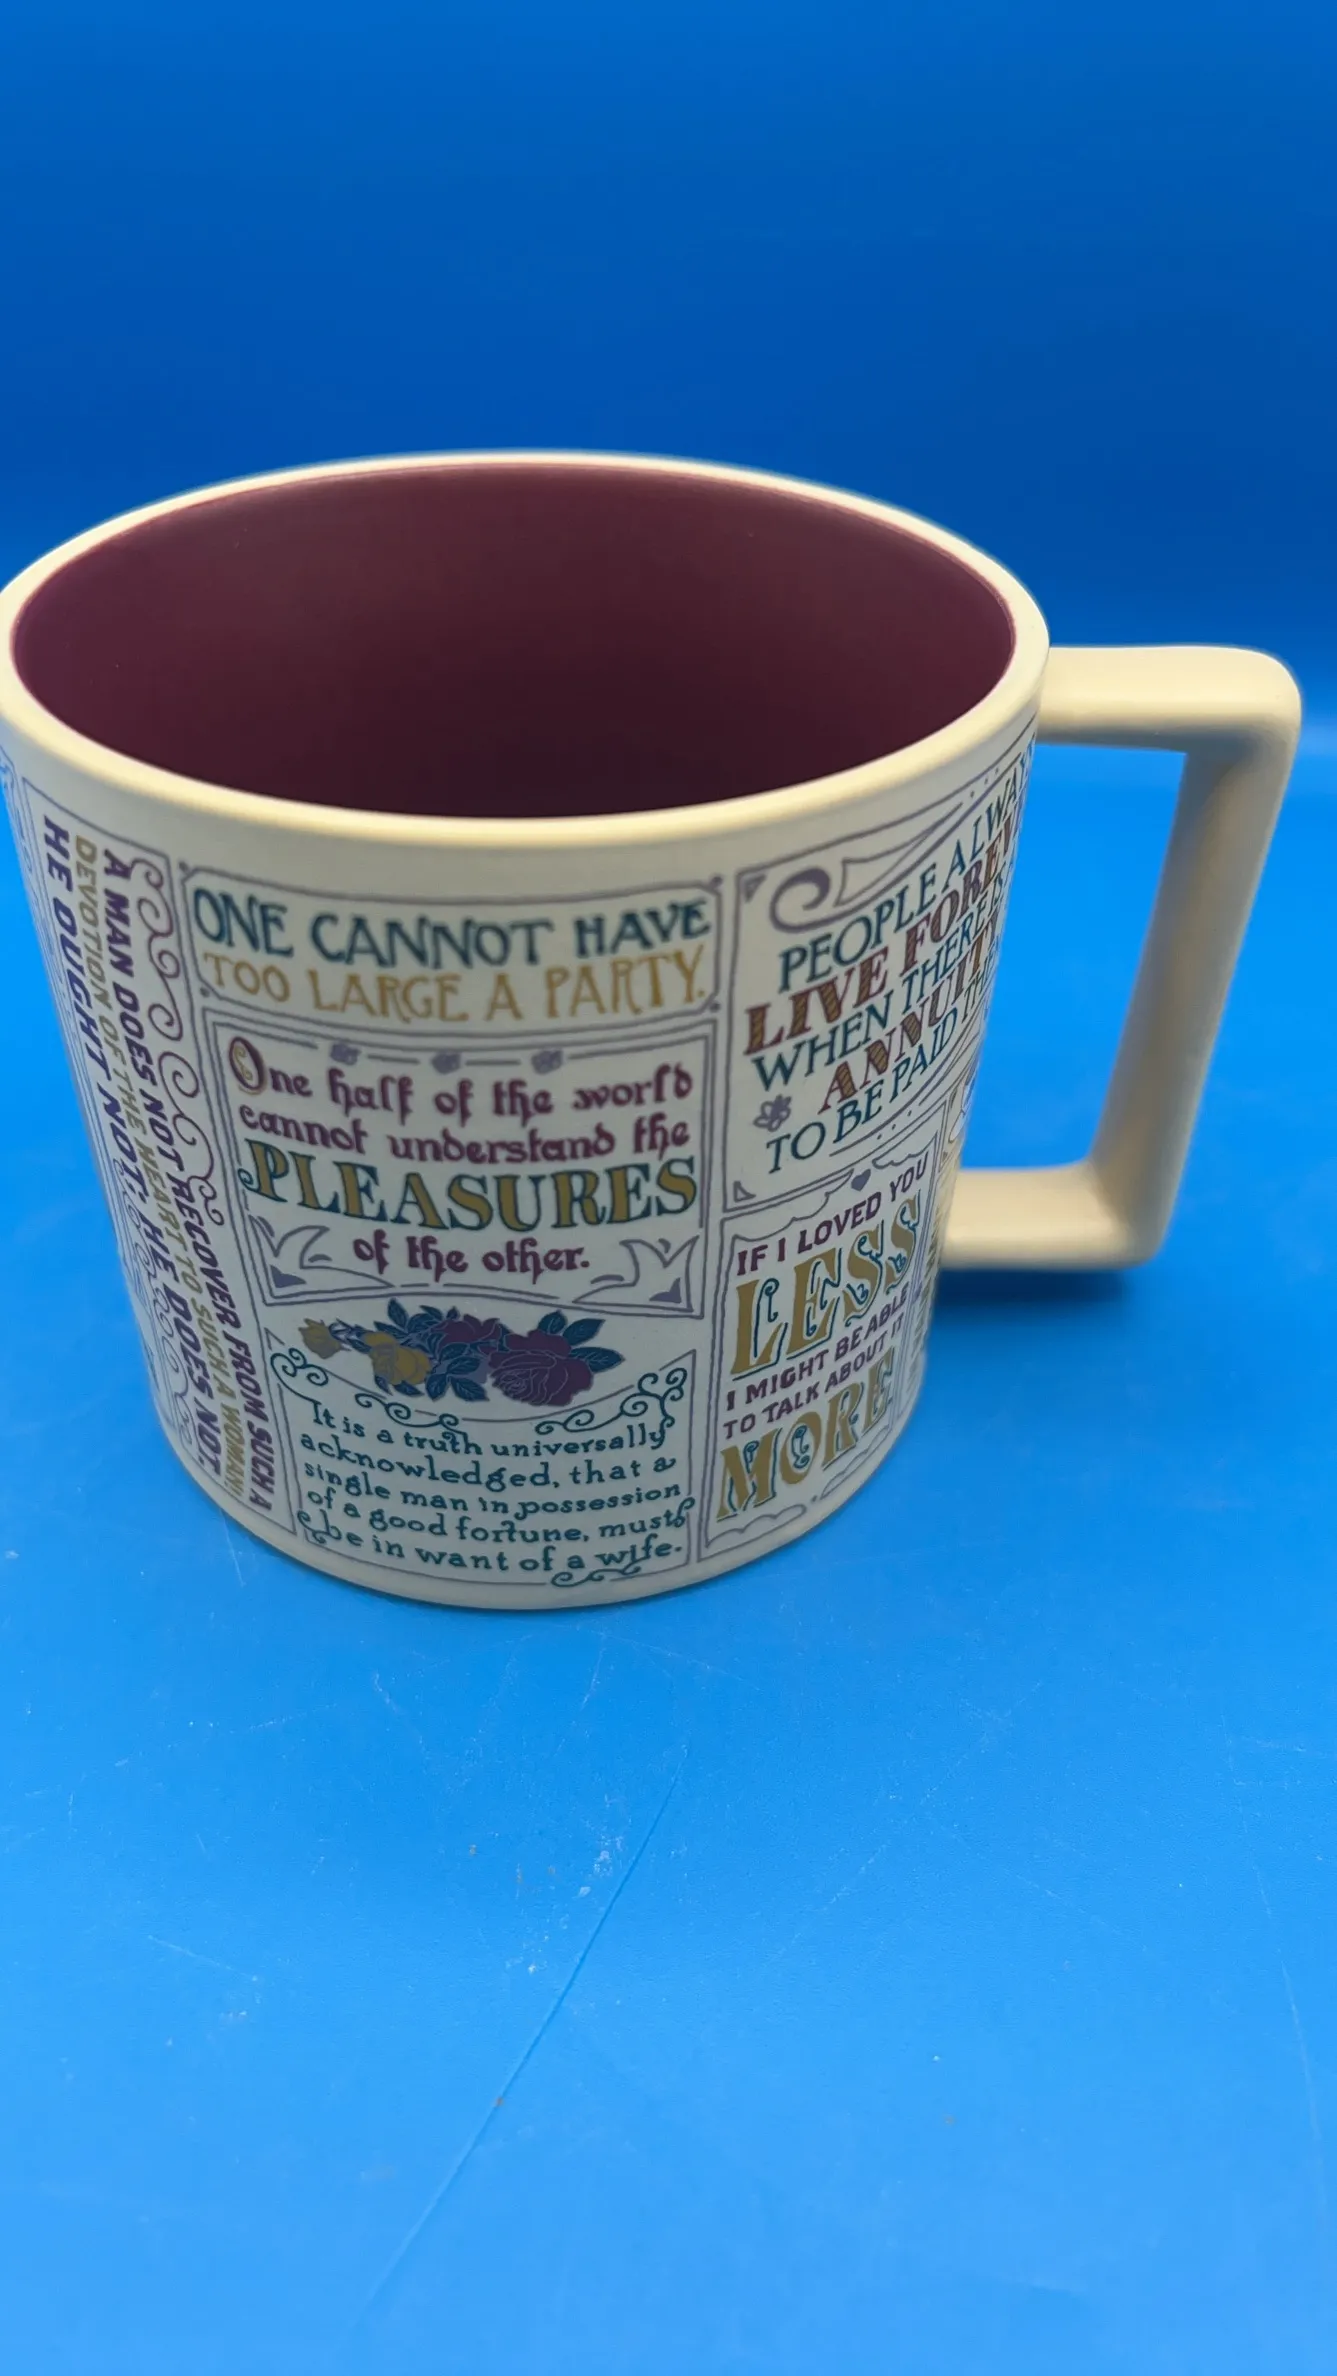 A MAN DOES NOT RECOVER FROM SUCH A
DEVOTION OF THE HEART TO SUCH A WOMAN!
HE OUGHT NOT; HE DOES NOT.
ONE CANNOT HAVE
TOO LARGE A PARTY.
One half of the world
cannot understand the
PLEASURES
of the other.
It is a truth universally
acknowledged, that a
single man in possession
of a good fortune, must
be in want of a wife.
PEOPLE ALWAYS
LIVE FOREVER
WHEN THERE IS
ANNUITY
TO BE PAID
IF I LOVED YOU
LESS
I MIGHT BE ABLE
TO TALK ABOUT IT
MORE